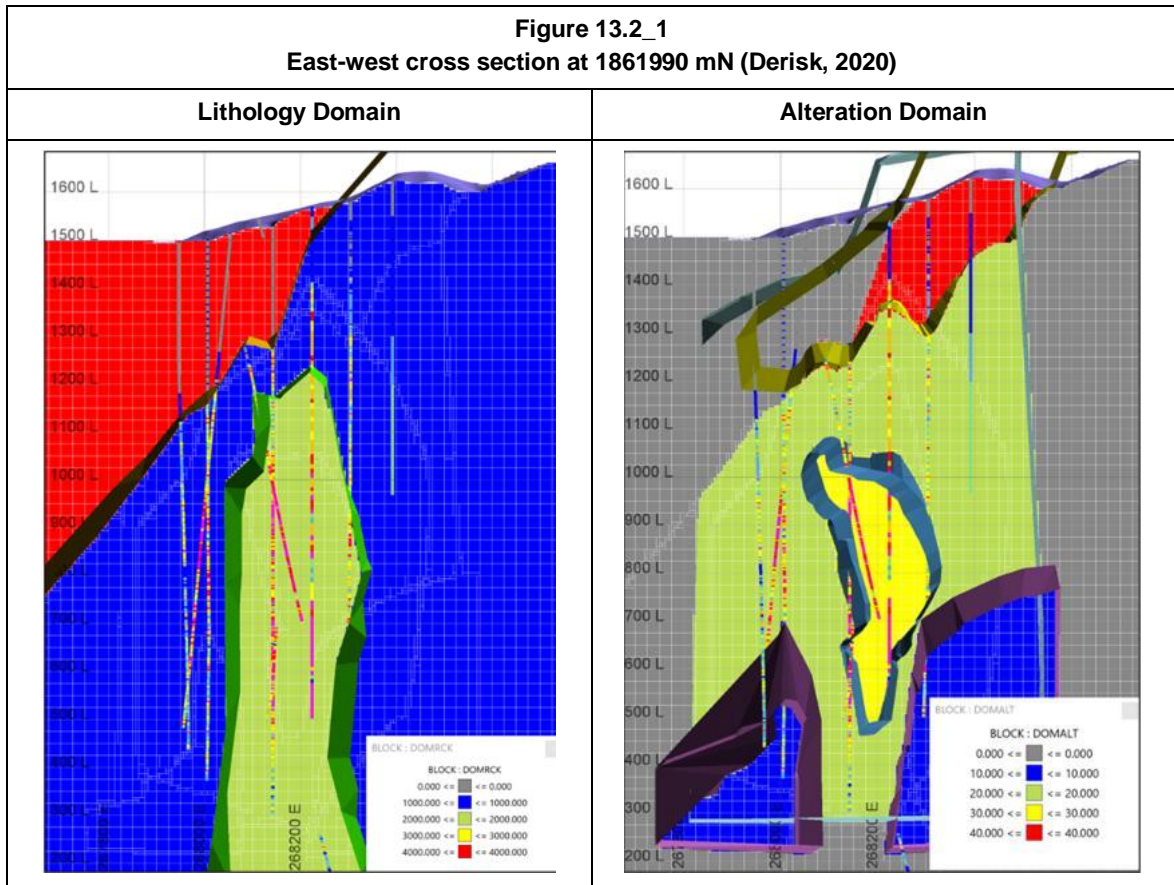 Figure 13.2_1
East-west cross section at 1861990 mN (Derisk, 2020)
Lithology Domain
Alteration Domain
1600 L
1500 L
1400 L
1300 L
1200 L
1100 L
1000 L
900 L
268200 E
BLOCK : DOMRCK
BLOCK : DOMRCK
0.000 <= <= 0.000
1000.000 <= <= 1000.000
2000.000 <= <= 2000.000
3000.000 <= <= 3000.000
4000.000 <= <= 4000.000
1600 L
1500 L
1400 L
1300 L
1200 L
1100 L
1000 L
900 L
800 L
700 L
600 L
500 L
400 L
300 L
200 L
268200 E
BLOCK : DOMALT
BLOCK : DOMALT
0.000 <= <= 0.000
10.000 <= <= 10.000
20.000 <= <= 20.000
30.000 <= <= 30.000
40.000 <= <= 40.000